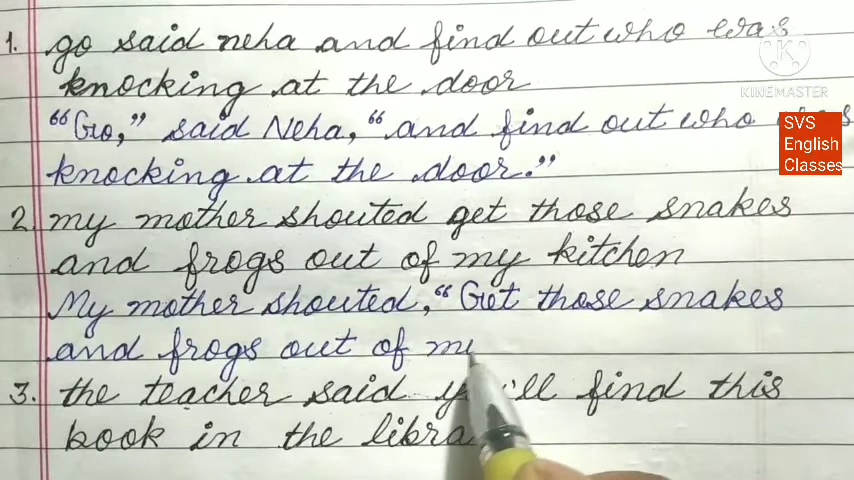 1. go said neha and find out who was
knocking at the door
"Go," said Neha, "and find out who was
knocking at the door."
2. my mother shouted get those snakes
and frogs out of my kitchen
My mother shouted, "Get those snakes
and frogs out of my
3. the teacher said find this
book in the
KINEMASTER
SVS
English
Classes